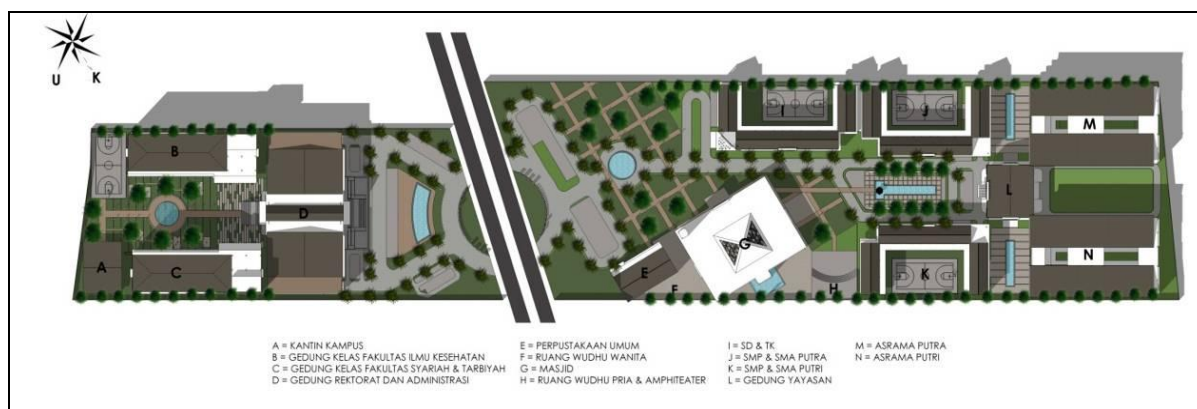 U K
I J
B M
D G L
A C E F H K N
A = KANTIN KAMPUS
B = GEDUNG KELAS FAKULTAS ILMU KESEHATAN
C = GEDUNG KELAS FAKULTAS SYARIAH & TARBIYAH
D = GEDUNG REKTORAT DAN ADMINISTRASI
E = PERPUSTAKAAN UMUM
F = RUANG WUDHU WANITA
G = MASJID
H = RUANG WUDHU PRIA & AMPHITEATER
I = SD & TK
J = SMP & SMA PUTRA
K = SMP & SMA PUTRI
L = GEDUNG YAYASAN
M = ASRAMA PUTRA
N = ASRAMA PUTRI